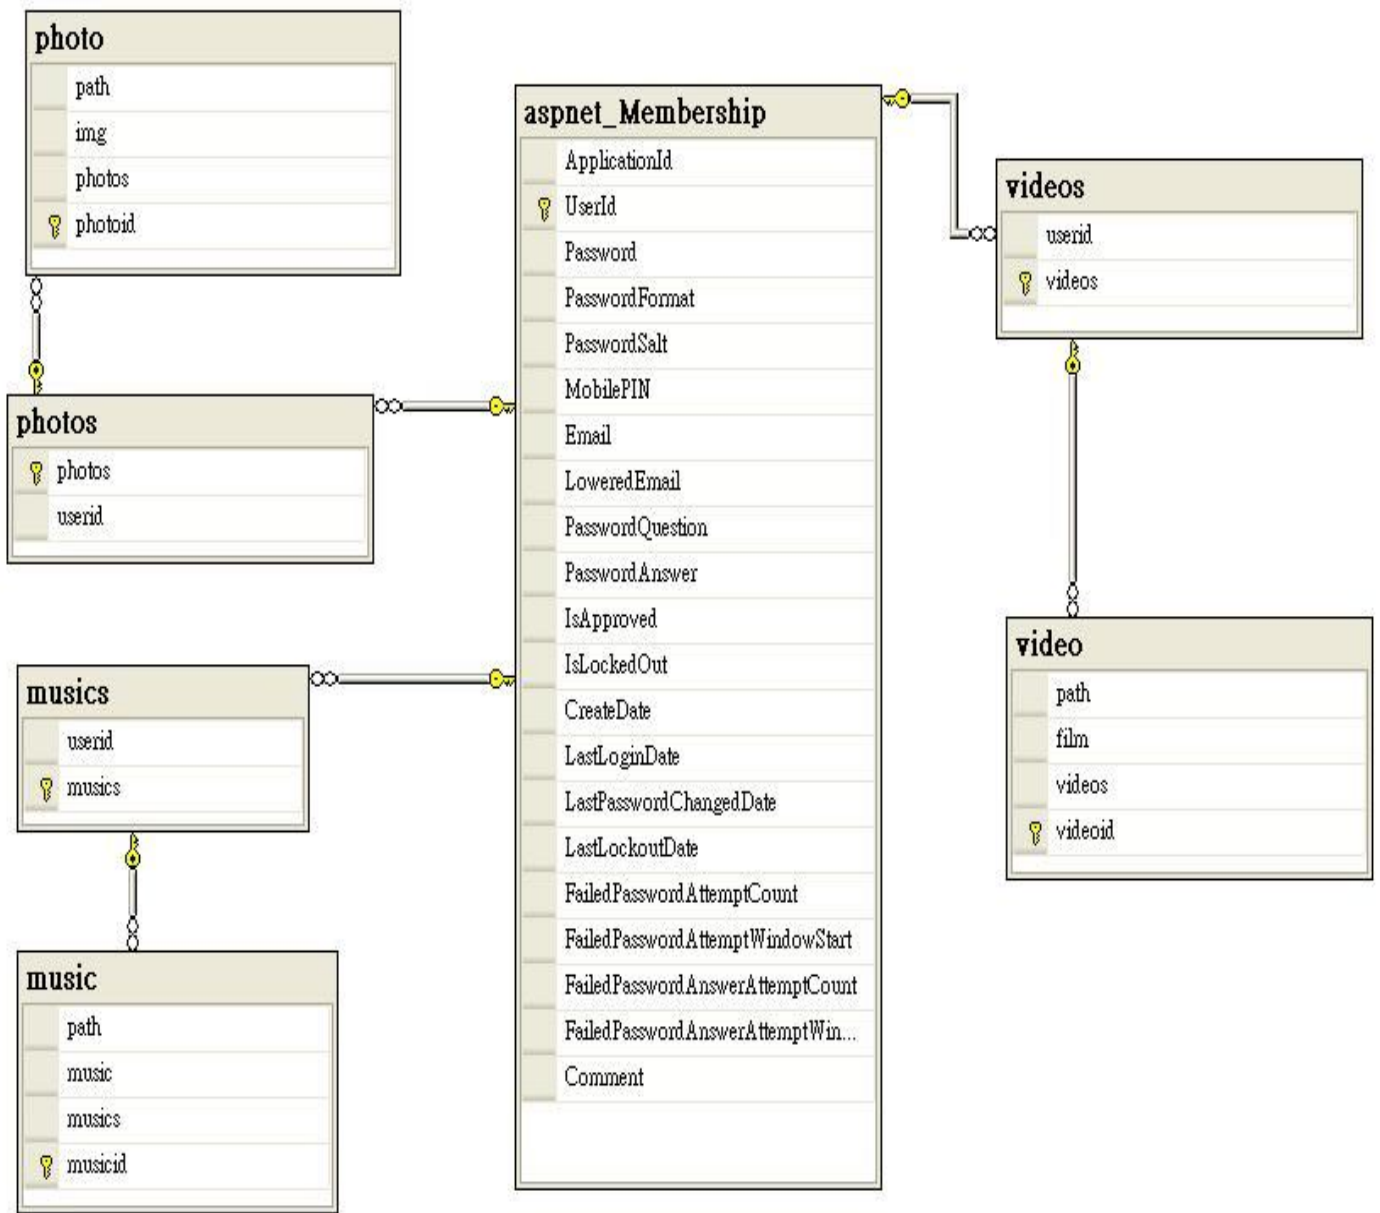 photo
path
img
photos
photoid
photos
photos
userid
musics
userid
musics
music
path
music
musics
musicid
aspnet_Membership
ApplicationId
UserId
Password
PasswordFormat
PasswordSalt
MobilePIN
Email
LoweredEmail
PasswordQuestion
PasswordAnswer
IsApproved
IsLockedOut
CreateDate
LastLoginDate
LastPasswordChangedDate
LastLockoutDate
FailedPasswordAttemptCount
FailedPasswordAttemptWindowStart
FailedPasswordAnswerAttemptCount
FailedPasswordAnswerAttemptWin...
Comment
videos
userid
videos
video
path
film
videos
videoid